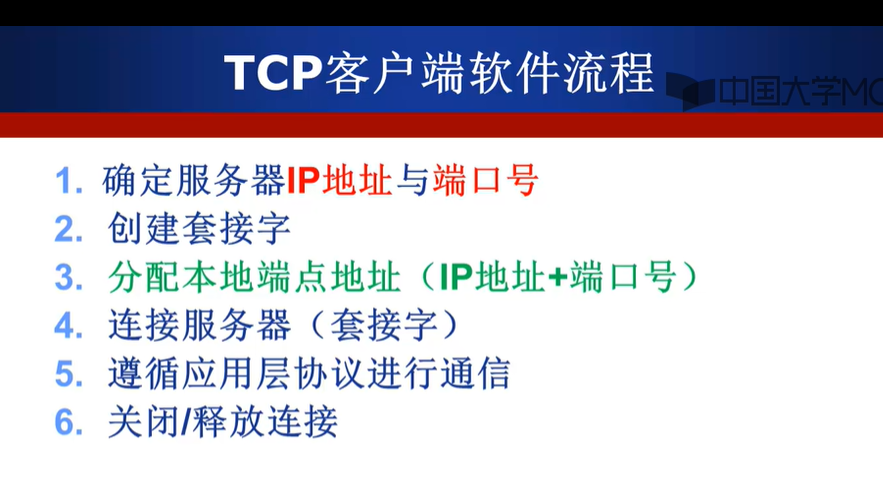 TCP客户端软件流程
中国大学MO
1. 确定服务器IP地址与端口号
2. 创建套接字
3. 分配本地端点地址（IP地址+端口号）
4. 连接服务器（套接字）
5. 遵循应用层协议进行通信
6. 关闭/释放连接